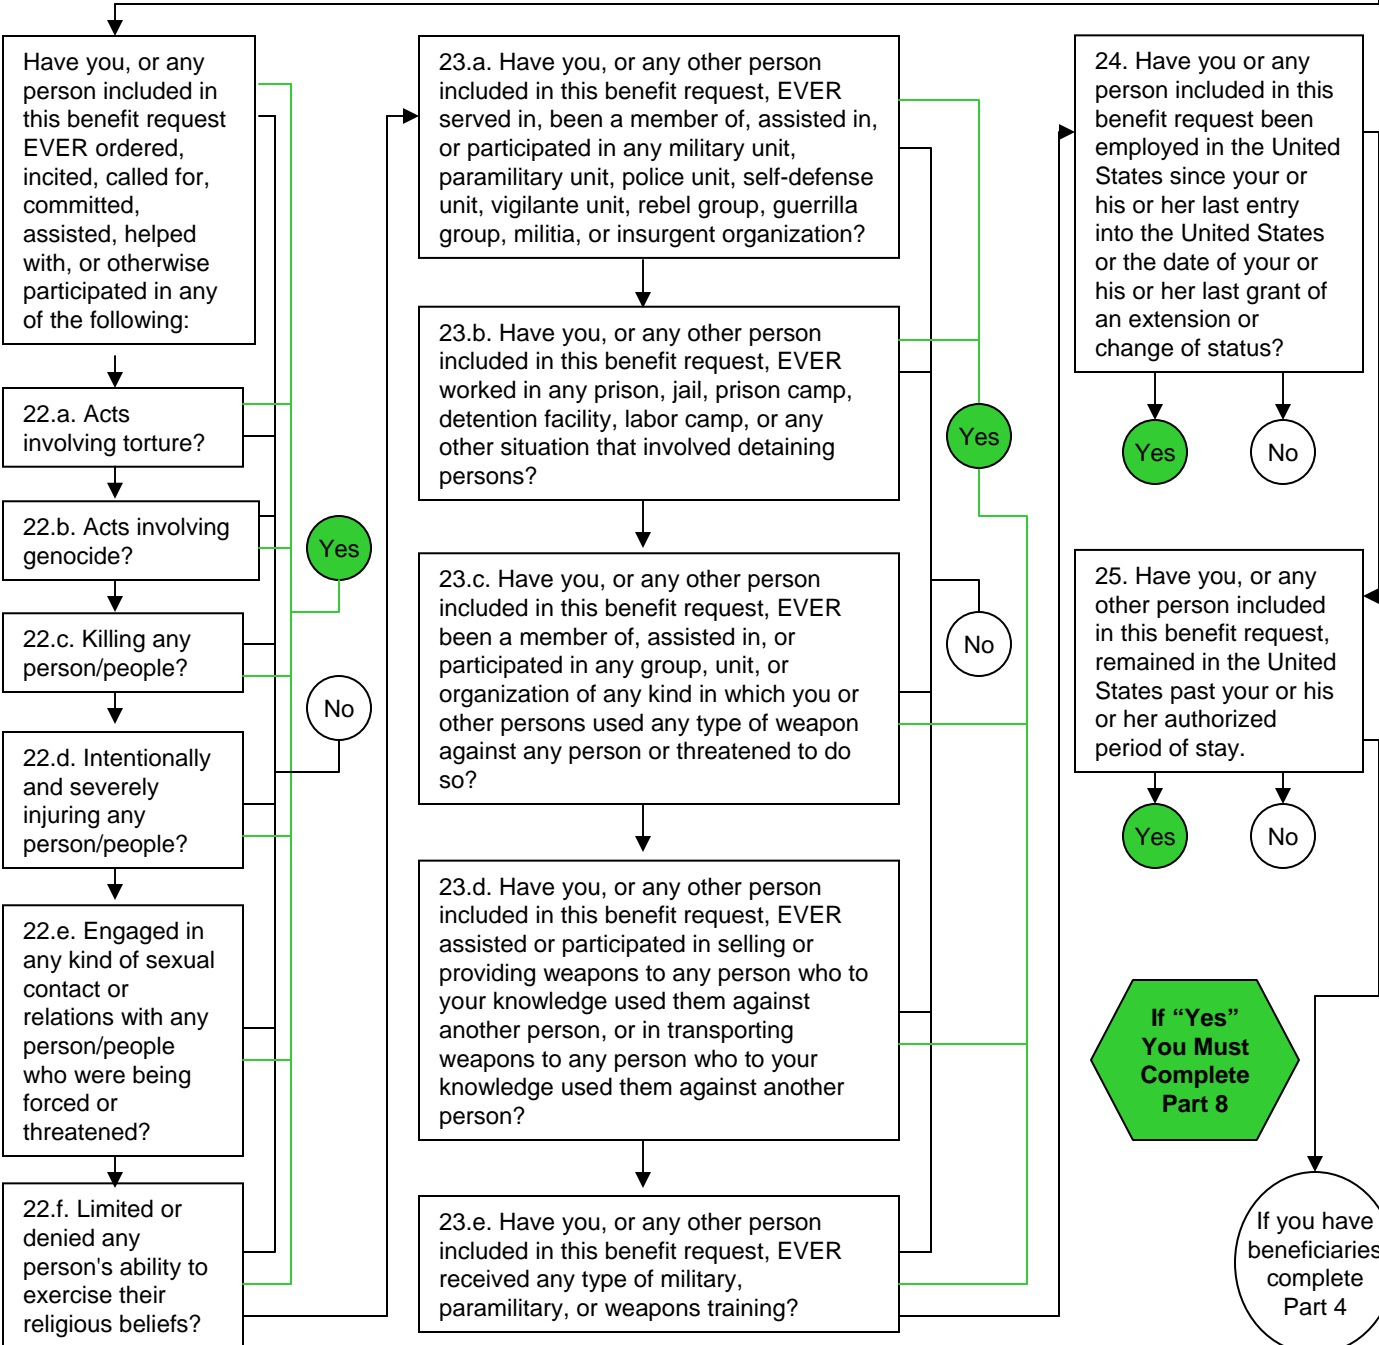 Have you, or any
person included in
this benefit request
EVER ordered,
incited, called for,
committed,
assisted, helped
with, or otherwise
participated in any
of the following:
22.a. Acts
involving torture?
22.b. Acts involving
genocide?
22.c. Killing any
person/people?
22.d. Intentionally
and severely
injuring any
person/people?
22.e. Engaged in
any kind of sexual
contact or
relations with any
person/people
who were being
forced or
threatened?
22.f. Limited or
denied any
person's ability to
exercise their
religious beliefs?
Yes
No
23.a. Have you, or any other person
included in this benefit request, EVER
served in, been a member of, assisted in,
or participated in any military unit,
paramilitary unit, police unit, self-defense
unit, vigilante unit, rebel group, guerrilla
group, militia, or insurgent organization?
23.b. Have you, or any other person
included in this benefit request, EVER
worked in any prison, jail, prison camp,
detention facility, labor camp, or any
other situation that involved detaining
persons?
23.c. Have you, or any other person
included in this benefit request, EVER
been a member of, assisted in, or
participated in any group, unit, or
organization of any kind in which you or
other persons used any type of weapon
against any person or threatened to do
so?
23.d. Have you, or any other person
included in this benefit request, EVER
assisted or participated in selling or
providing weapons to any person who to
your knowledge used them against
another person, or in transporting
weapons to any person who to your
knowledge used them against another
person?
23.e. Have you, or any other person
included in this benefit request, EVER
received any type of military,
paramilitary, or weapons training?
Yes
No
24. Have you or any
person included in this
benefit request been
employed in the United
States since your or
his or her last entry
into the United States
or the date of your or
his or her last grant of
an extension or
change of status?
Yes
No
25. Have you, or any
other person included
in this benefit request,
remained in the United
States past your or his
or her authorized
period of stay.
Yes
No
If “Yes”
You Must
Complete
Part 8
If you have
beneficiaries
complete
Part 4